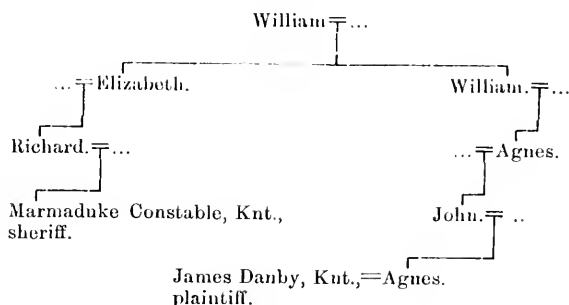 William = ...
... = Elizabeth. William. = ...
Richard. = ... ... = Agnes.
Marmaduke Constable, Knt., John. = ..
sheriff.
James Danby, Knt., = Agnes.
plaintiff.